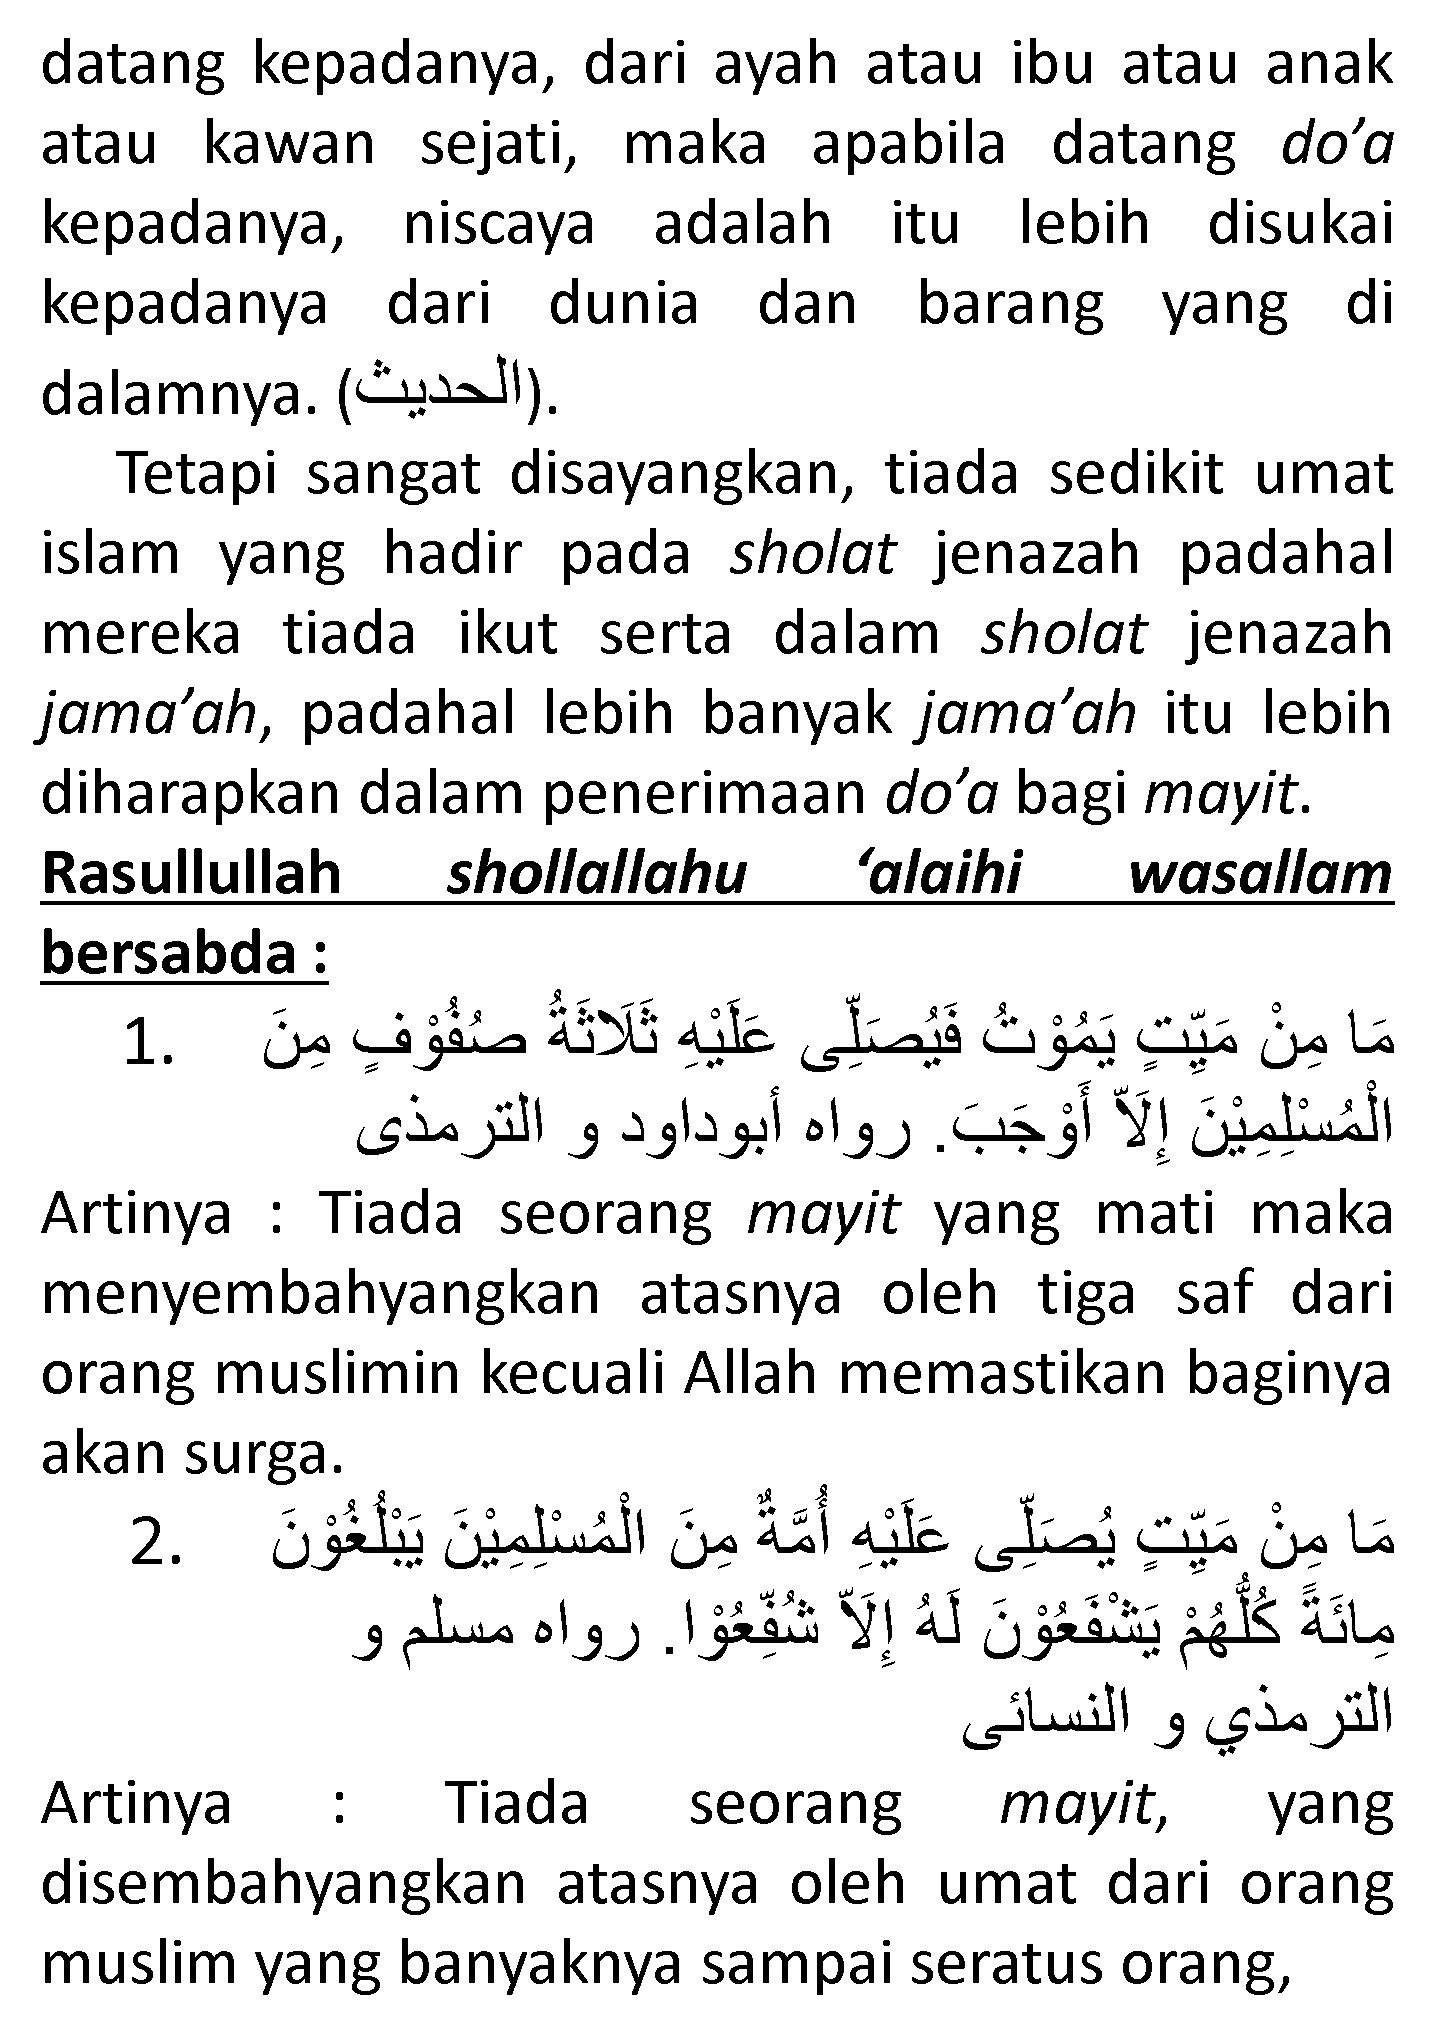 datang kepadanya, dari ayah atau ibu atau anak
atau kawan sejati, maka apabila datang do’a
kepadanya, niscaya adalah itu lebih disukai
kepadanya dari dunia dan barang yang di
dalamnya. (الحديث).
Tetapi sangat disayangkan, tiada sedikit umat
islam yang hadir pada sholat jenazah padahal
mereka tiada ikut serta dalam sholat jenazah
jama’ah, padahal lebih banyak jama’ah itu lebih
diharapkan dalam penerimaan do’a bagi mayit.
Rasullullah shollallahu ‘alaihi wasallam
bersabda :
1. مَا مِنْ مَيِّتٍ يَمُوْتُ فَيُصَلِّى عَلَيْهِ ثَلَاثَةُ صُفُوْفٍ مِنَ
الْمُسْلِمِيْنَ إِلاَّ أَوْجَبَ. رواه أبوداود و الترمذى
Artinya : Tiada seorang mayit yang mati maka
menyembahyangkan atasnya oleh tiga saf dari
orang muslimin kecuali Allah memastikan baginya
akan surga.
2. مَا مِنْ مَيِّتٍ يُصَلِّى عَلَيْهِ أُمَّةٌ مِنَ الْمُسْلِمِيْنَ يَبْلُغُوْنَ
مِائَةً كُلُّهُمْ يَشْفَعُوْنَ لَهُ إِلاَّ شُفِّعُوْا. رواه مسلم و
الترمذي و النسائى
Artinya : Tiada seorang mayit, yang
disembahyangkan atasnya oleh umat dari orang
muslim yang banyaknya sampai seratus orang,